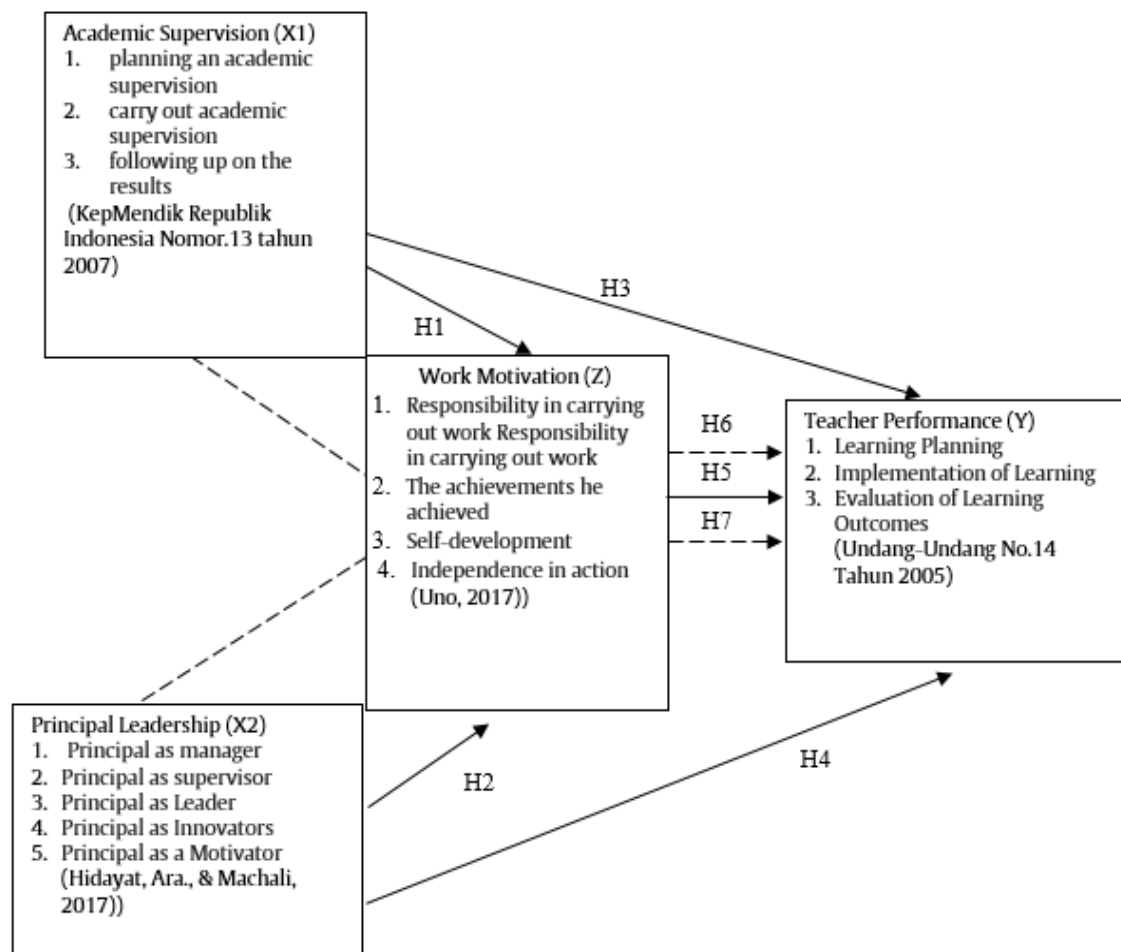 Academic Supervision (X1)
1. planning an academic
supervision
2. carry out academic
supervision
3. following up on the
results
(KepMendik Republik
Indonesia Nomor.13 tahun
2007)
H3
H1
Work Motivation (Z)
1. Responsibility in carrying
out work Responsibility
in carrying out work
2. The achievements he
achieved
3. Self-development
4. Independence in action
(Uno, 2017))
H6
H5
H7
Teacher Performance (Y)
1. Learning Planning
2. Implementation of Learning
3. Evaluation of Learning
Outcomes
(Undang-Undang No.14
Tahun 2005)
Principal Leadership (X2)
1. Principal as manager
2. Principal as supervisor
3. Principal as Leader
4. Principal as Innovators
5. Principal as a Motivator
(Hidayat, Ara., & Machali,
2017))
H2
H4